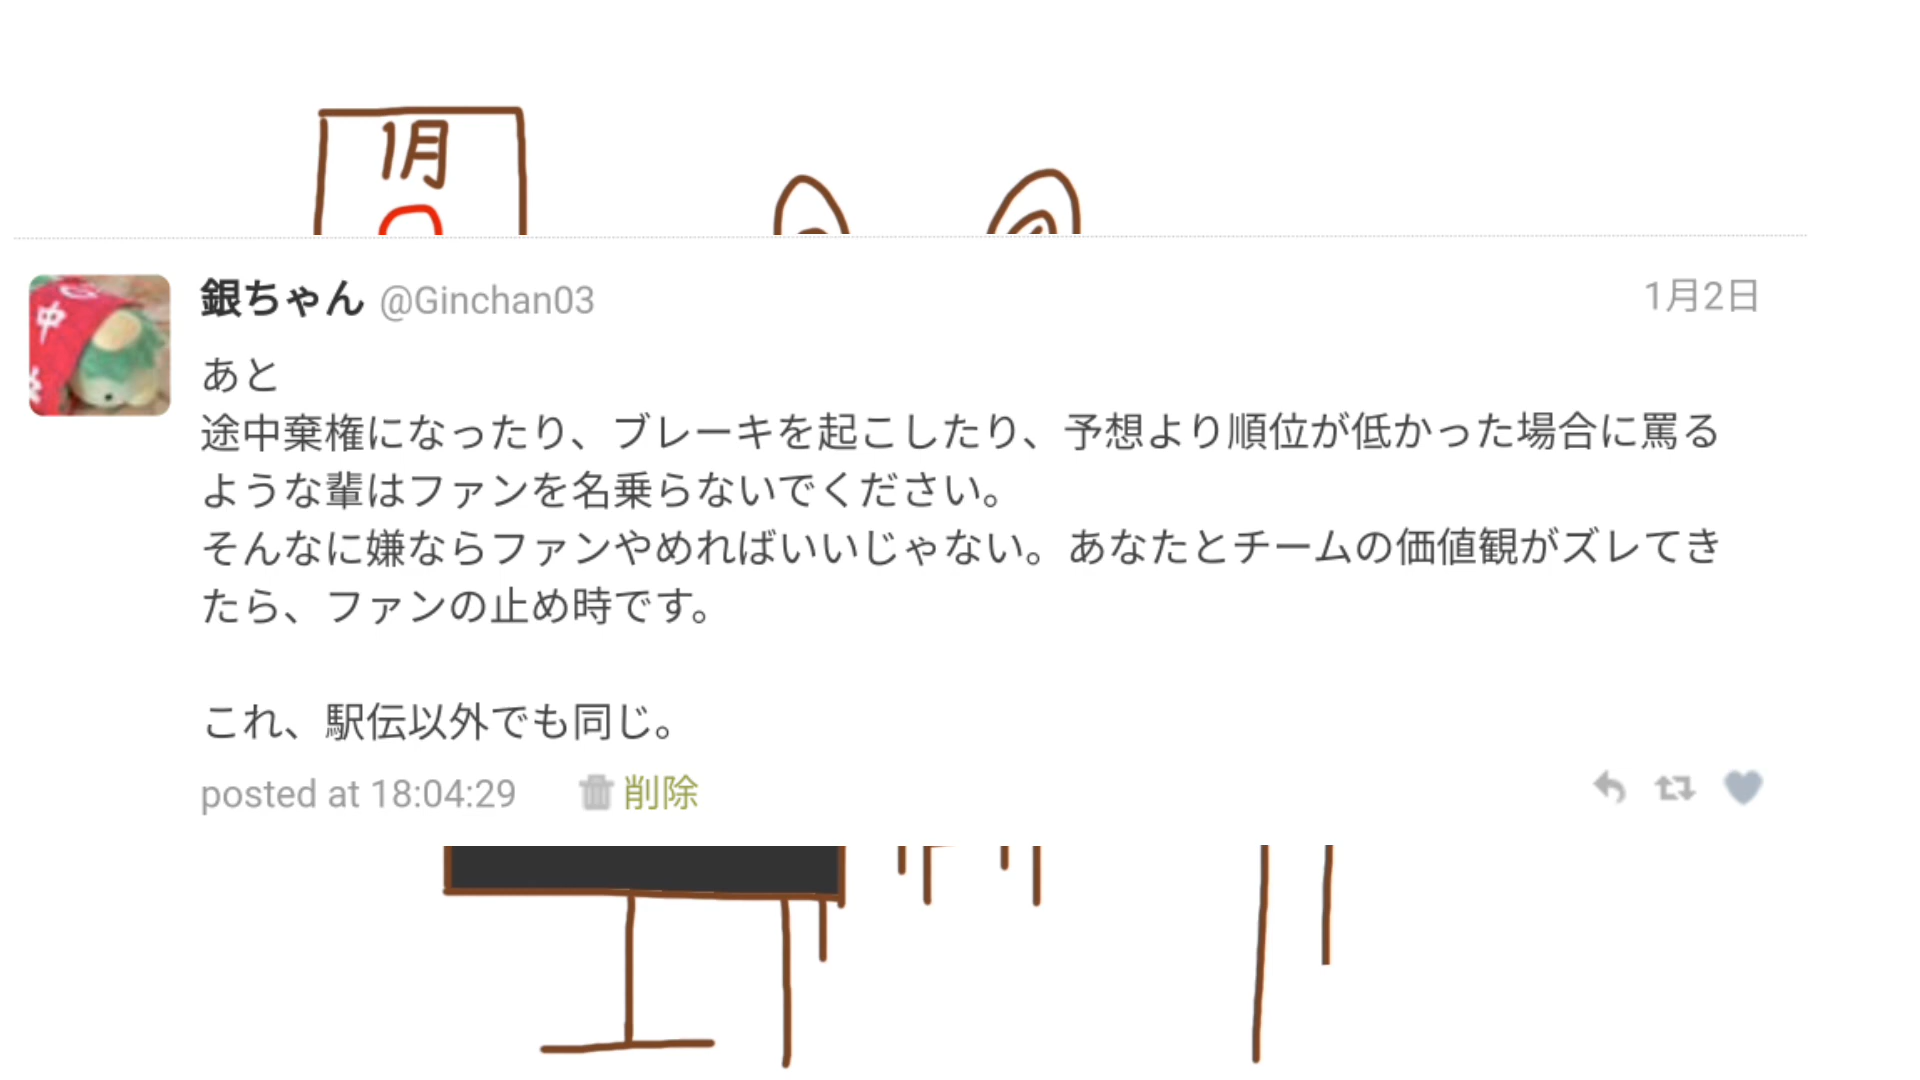 1月
銀ちゃん @Ginchan03
1月2日
あと
途中棄権になったり、ブレーキを起こしたり、予想より順位が低かった場合に罵る
ような輩はファンを名乗らないでください。
そんなに嫌ならファンやめればいいじゃない。あなたとチームの価値観がズレてき
たら、ファンの止め時です。
これ、駅伝以外でも同じ。
posted at 18:04:29 削除
中